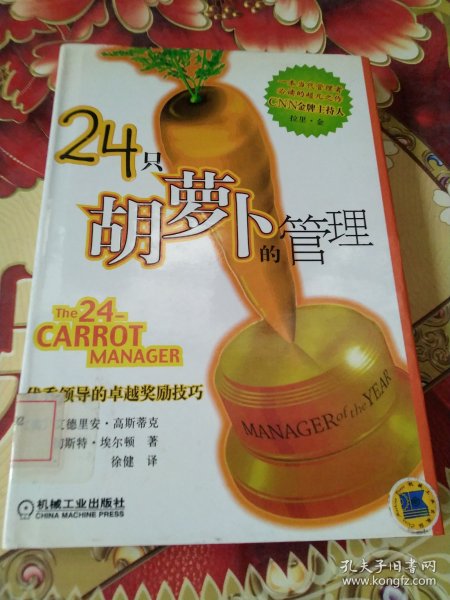 一本当代管理者
必读的超凡之作
CNN金牌主持人
拉里·金
24只
胡萝卜的管理
The 24-
CARROT
MANAGER
优秀领导的卓越奖励技巧
MANAGER of the YEAR
艾德里安·高斯蒂克
切斯特·埃尔顿 著
徐健 译
机械工业出版社
CHINA MACHINE PRESS
孔夫子旧书网
www.kongfz.com